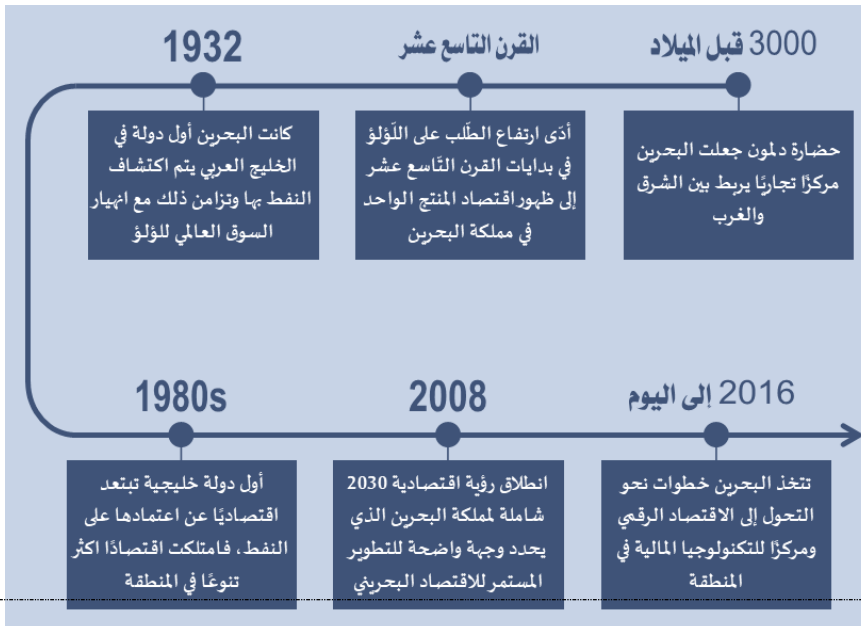 3000 قبل الميلاد
حضارة دلمون جعلت البحرين
مركزًا تجاريًا يربط بين الشرق
والغرب
القرن التاسع عشر
أدّى ارتفاع الطّلب على اللّؤلؤ
في بدايات القرن التّاسع عشر
إلى ظهور اقتصاد المنتج الواحد
في مملكة البحرين
1932
كانت البحرين أول دولة في
الخليج العربي يتم اكتشاف
النفط بها وتزامن ذلك مع انهيار
السوق العالمي للؤلؤ
1980s
أول دولة خليجية تبتعد
اقتصاديًا عن اعتمادها على
النفط، فامتلكت اقتصادًا اكثر
تنوعًا في المنطقة
2008
انطلاق رؤية اقتصادية 2030
شاملة لمملكة البحرين الذي
يحدد وجهة واضحة للتطوير
المستمر للاقتصاد البحريني
2016 إلى اليوم
تتخذ البحرين خطوات نحو
التحول إلى الاقتصاد الرقمي
ومركزًا للتكنولوجيا المالية في
المنطقة